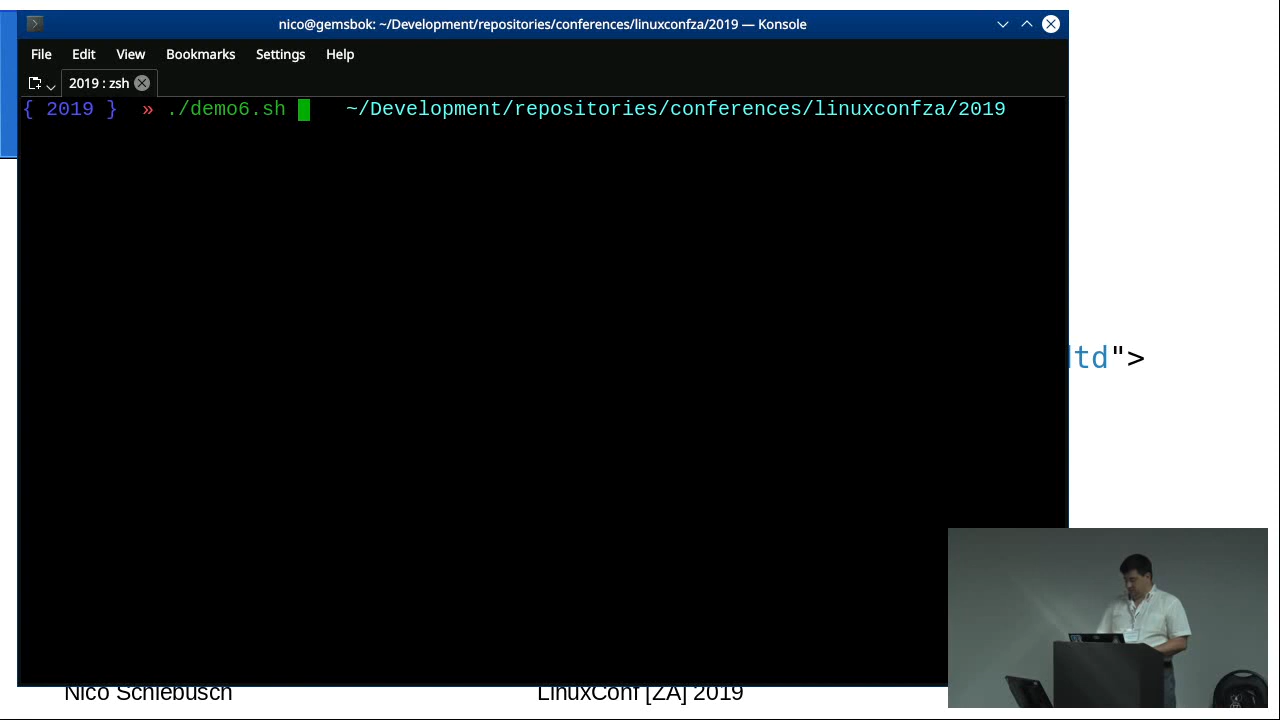 nico@gemsbok: ~/Development/repositories/conferences/linuxconfza/2019 — Konsole
File Edit View Bookmarks Settings Help
2019 : zsh
{ 2019 } » ./demo6.sh ~/Development/repositories/conferences/linuxconfza/2019
td">
Nico Schlebusch LinuxConf [ZA] 2019